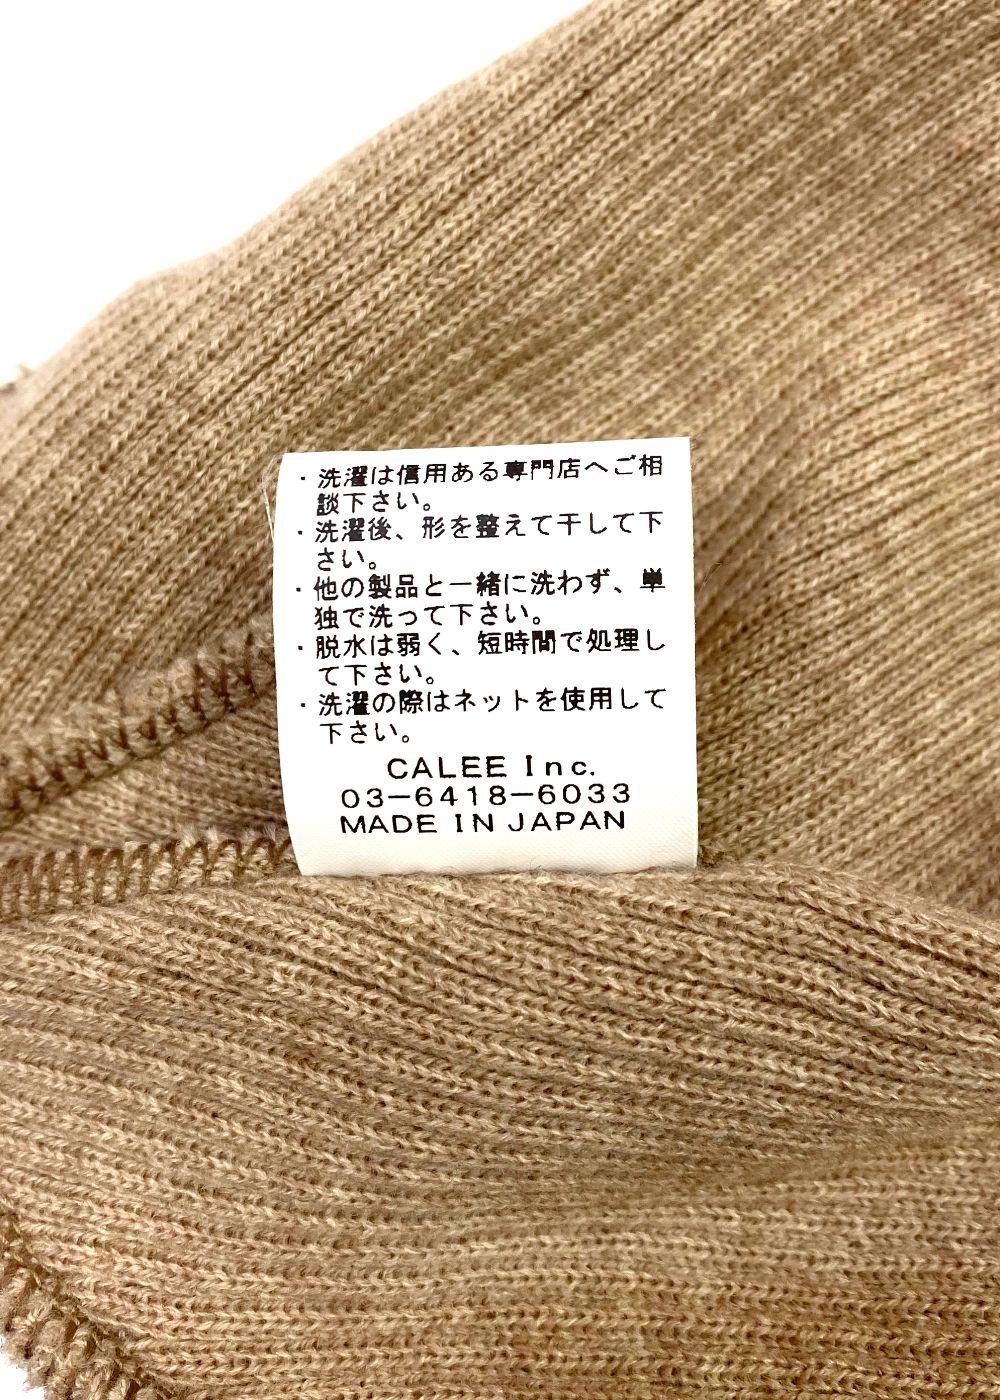 ・洗濯は信用ある専門店へご相
談下さい。
・洗濯後、形を整えて干して下
さい。
・他の製品と一緒に洗わず、単
独で洗って下さい。
・脱水は弱く、短時間で処理し
て下さい。
・洗濯の際はネットを使用して
下さい。
CALEE Inc.
03-6418-6033
MADE IN JAPAN